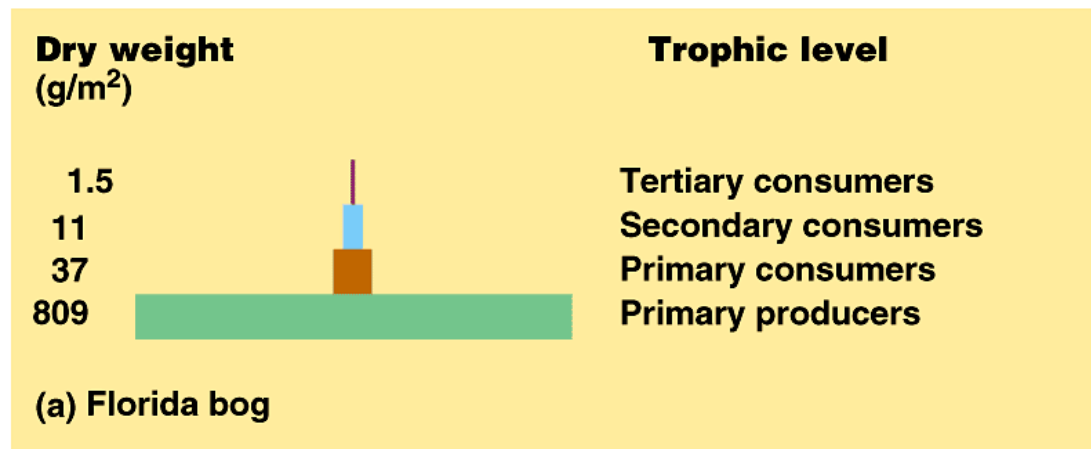 Dry weight Trophic level
(g/m²)
1.5 Tertiary consumers
11 Secondary consumers
37 Primary consumers
809 Primary producers
(a) Florida bog